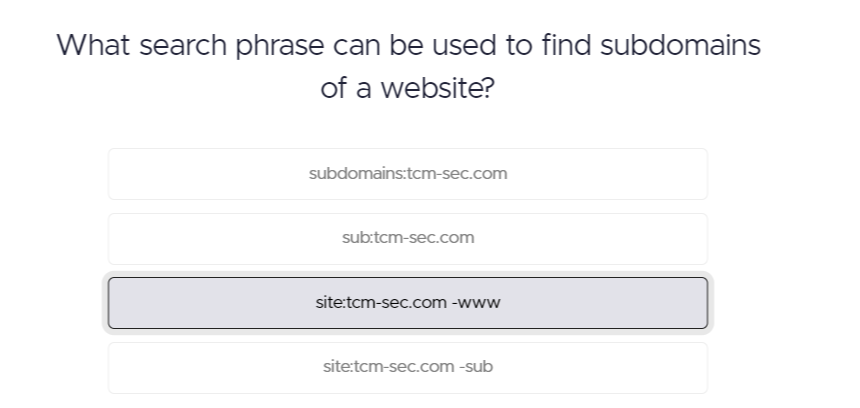 What search phrase can be used to find subdomains
of a website?
subdomains:tcm-sec.com
sub:tcm-sec.com
site:tcm-sec.com -www
site:tcm-sec.com -sub